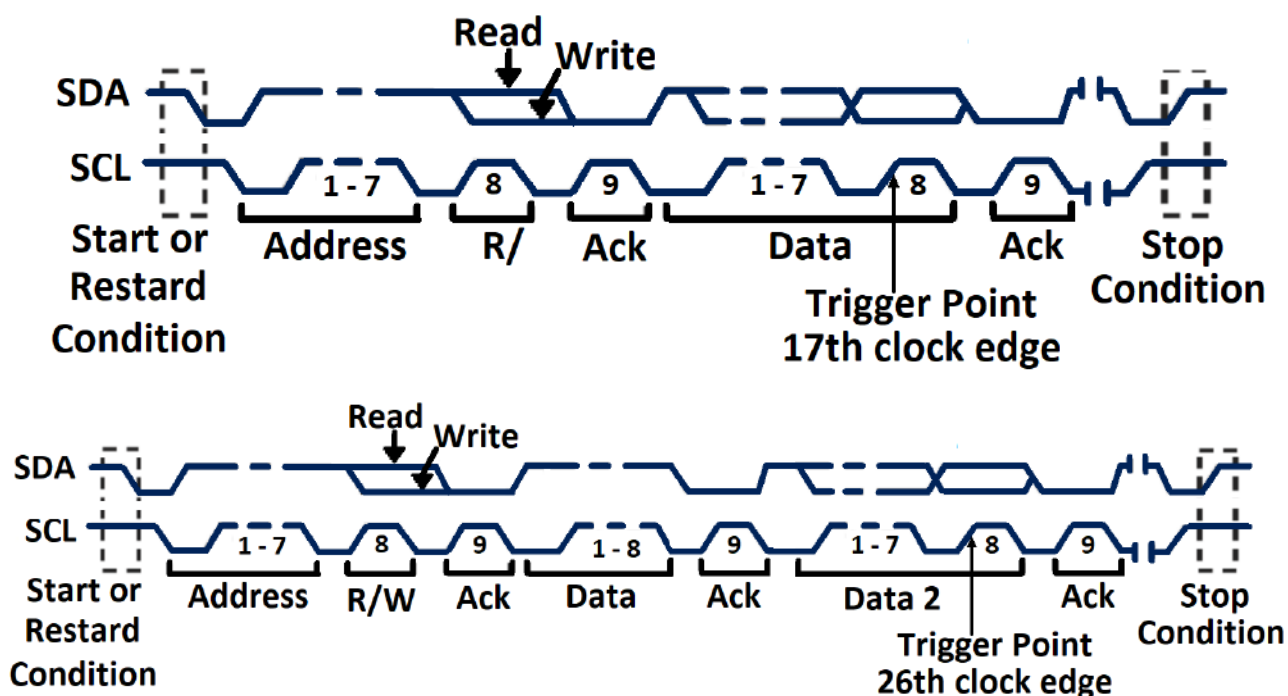 Read
Write
SDA
SCL
1 - 7 8 9 1 - 7 8 9
Start or Restard Condition
Address
R/
Ack
Data
Ack
Stop Condition
Trigger Point
17th clock edge
Read
Write
SDA
SCL
1 - 7 8 9 1 - 8 9 1 - 7 8 9
Start or Restard Condition
Address
R/W
Ack
Data
Ack
Data 2
Ack
Stop Condition
Trigger Point
26th clock edge